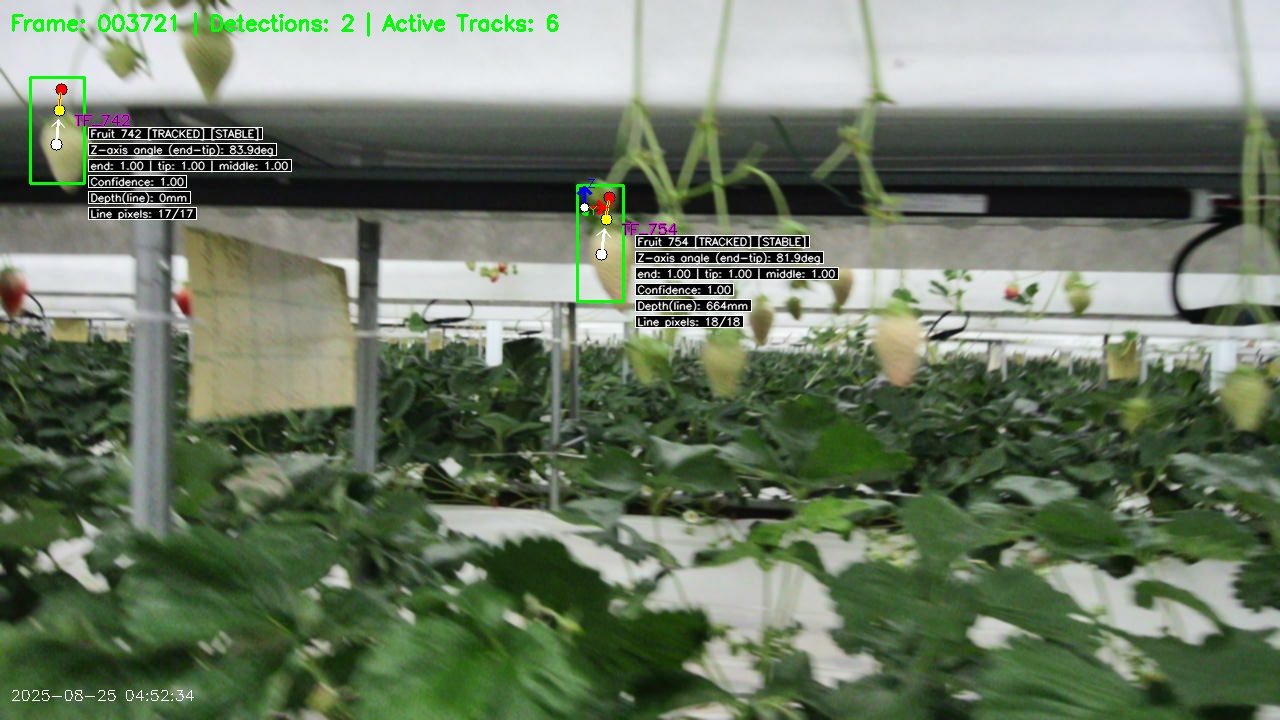 Frame: 003721 | Detections: 2 | Active Tracks: 6
TF_742
Fruit 742 [TRACKED] [STABLE]
Z-axis angle (end-tip): 83.9deg
end: 1.00 | tip: 1.00 | middle: 1.00
Confidence: 1.00
Depth(line): 0mm
Line pixels: 17/17
Z
TF_754
Fruit 754 [TRACKED] [STABLE]
Z-axis angle (end-tip): 81.9deg
end: 1.00 | tip: 1.00 | middle: 1.00
Confidence: 1.00
Depth(line): 664mm
Line pixels: 18/18
2025-08-25 04:52:34